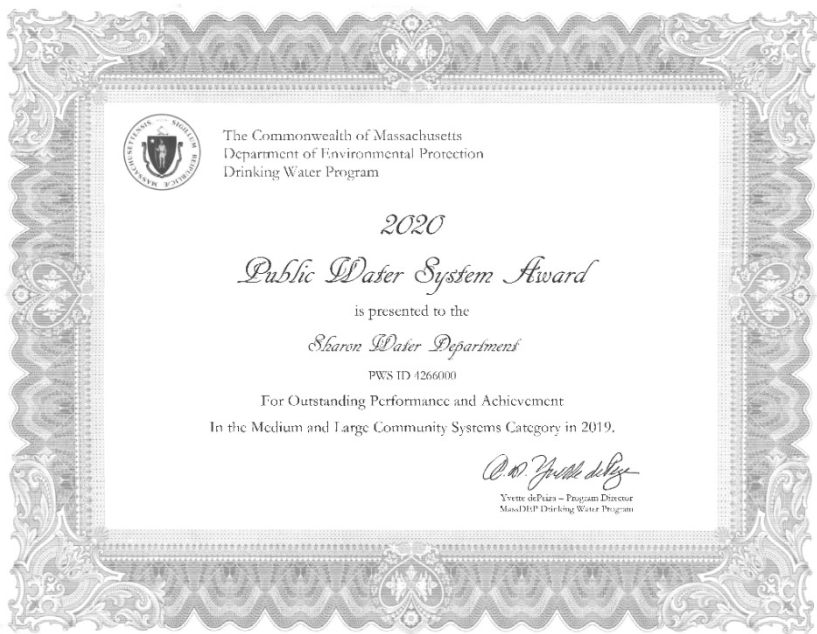 The Commonwealth of Massachusetts
Department of Environmental Protection
Drinking Water Program
2020
Public Water System Award
is presented to the
Sharon Water Department
PWS ID 4266000
For Outstanding Performance and Achievement
In the Medium and Large Community Systems Category in 2019.
Yvette dePeiza – Program Director
MassDEP Drinking Water Program